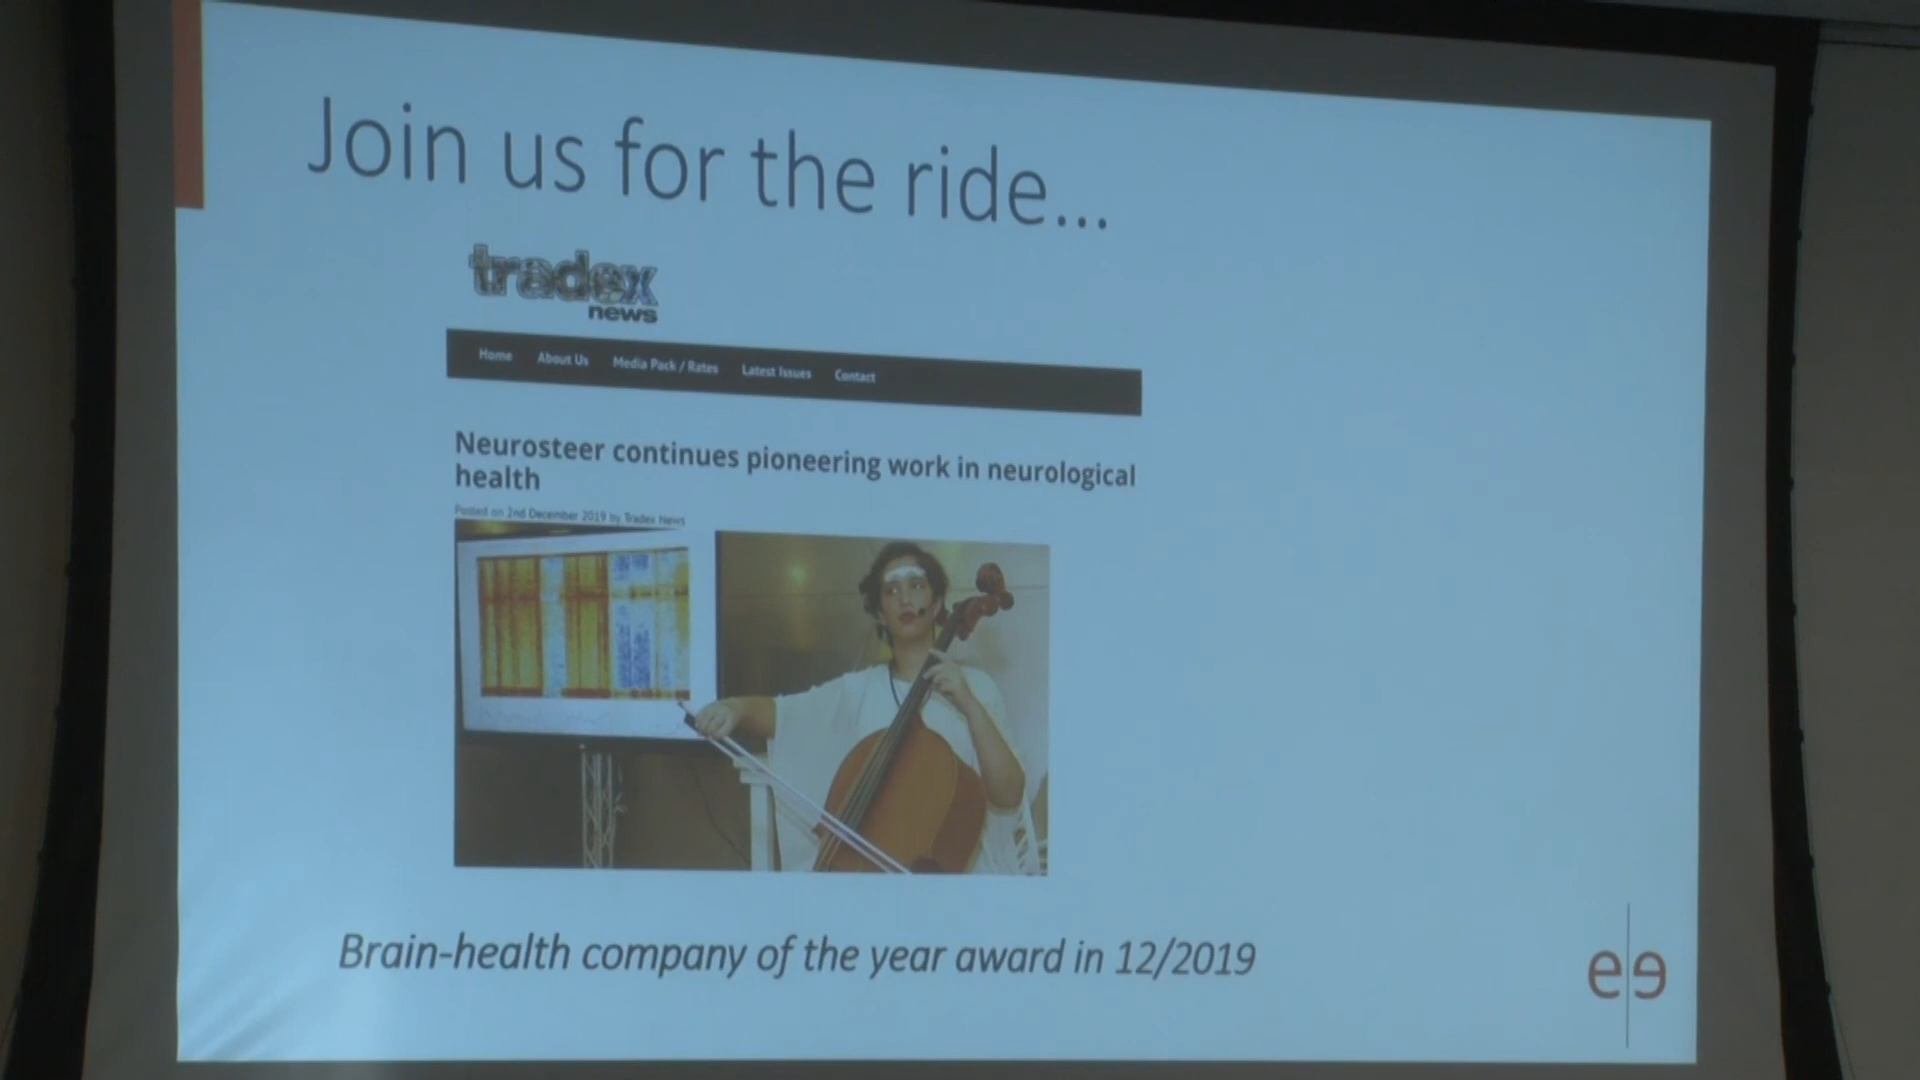 Join us for the ride...
tradex
news
Home About Us Media Pack / Rates Latest Issues Contact
Neurosteer continues pioneering work in neurological
health
Posted on 2nd December 2019 by Tradex News
Brain-health company of the year award in 12/2019
e|e